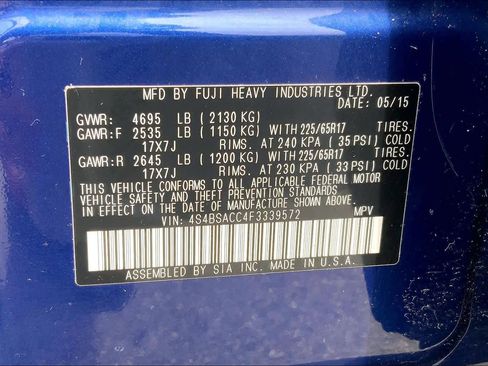 MFD BY FUJI HEAVY INDUSTRIES LTD.
DATE: 05/15
GVWR: 4695 LB ( 2130 KG)
GAWR:F 2535 LB ( 1150 KG) WITH 225/65R17 TIRES.
17X7J RIMS. AT 240 KPA ( 35 PSI) COLD
GAWR:R 2645 LB ( 1200 KG) WITH 225/65R17 TIRES.
17X7J RIMS. AT 230 KPA ( 33 PSI) COLD
THIS VEHICLE CONFORMS TO ALL APPLICABLE FEDERAL MOTOR
VEHICLE SAFETY AND THEFT PREVENTION STANDARDS
IN EFFECT ON THE DATE OF MANUFACTURE SHOWN ABOVE.
VIN: 4S4BSACC4F3339572 MPV
ASSEMBLED BY SIA INC. MADE IN U.S.A.